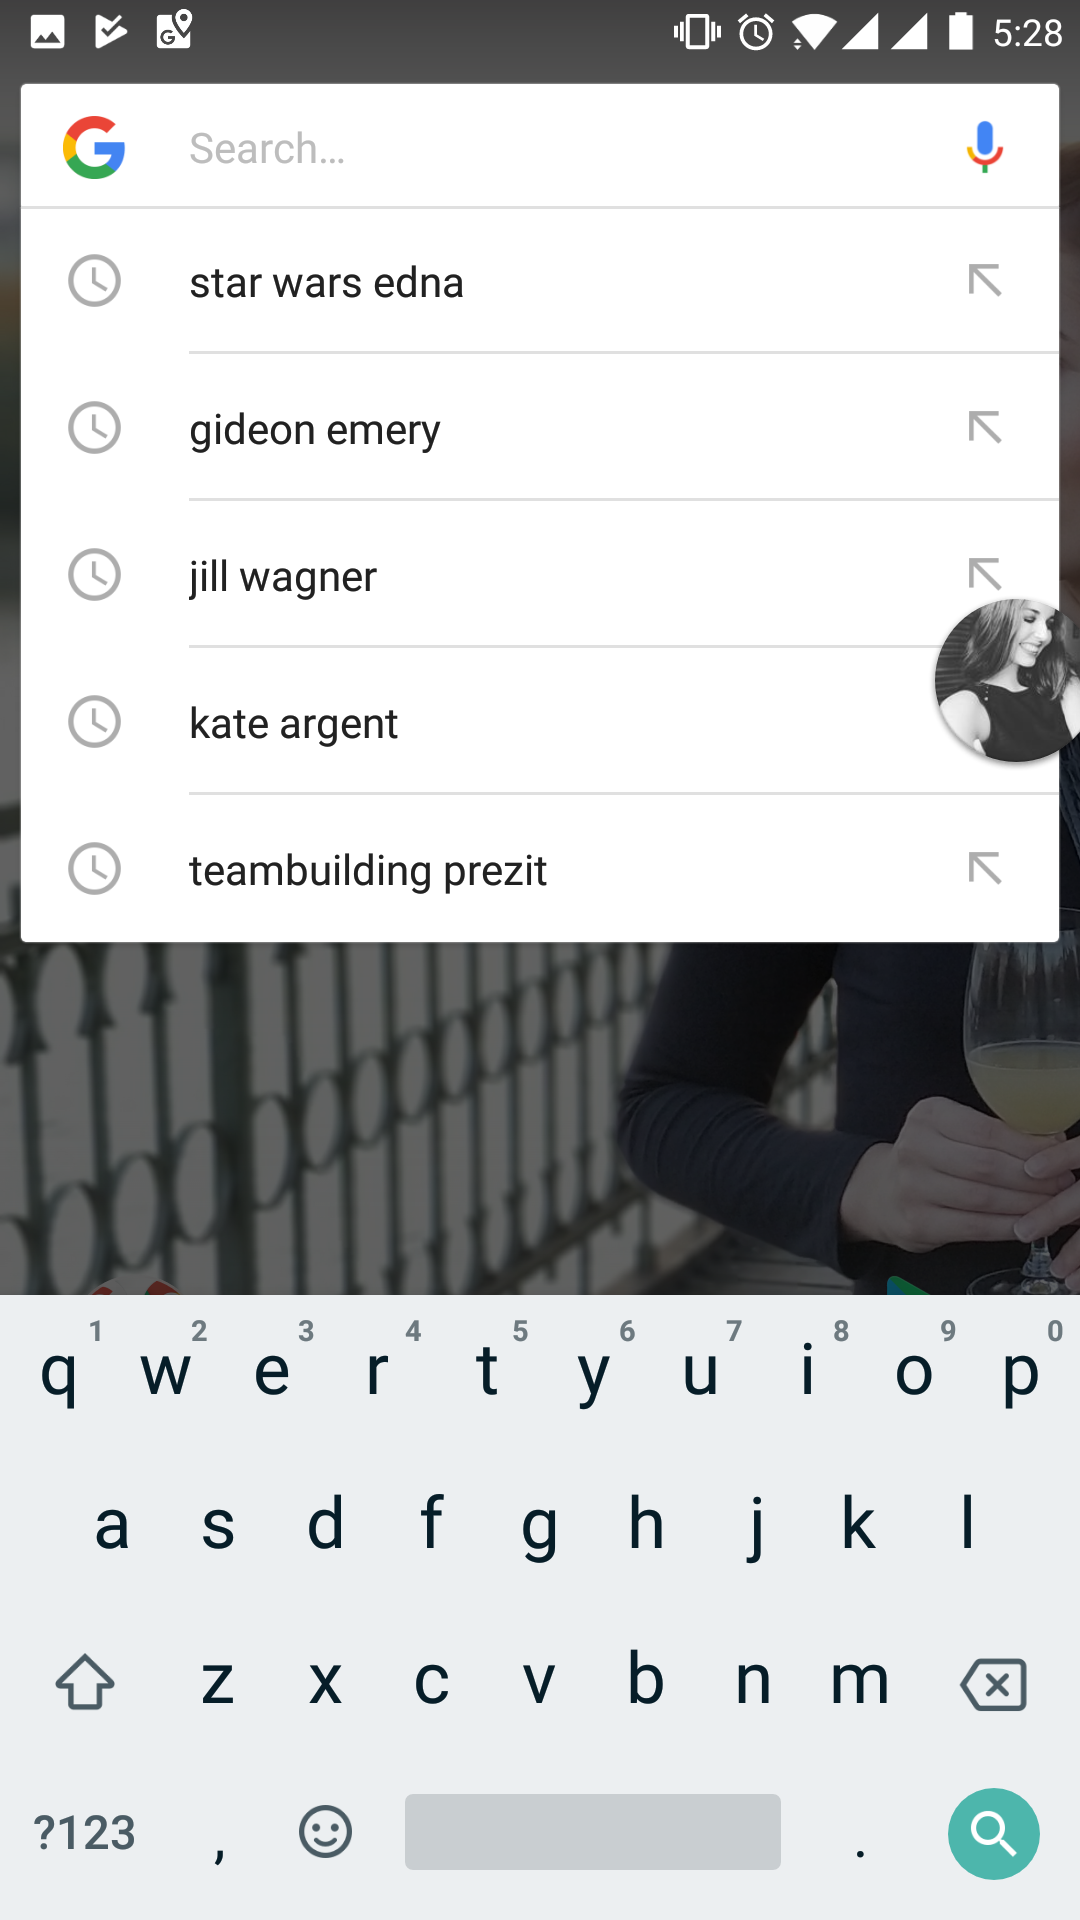 5:28
Search...
star wars edna
gideon emery
jill wagner
kate argent
teambuilding prezit
1 2 3 4 5 6 7 8 9 0
q w e r t y u i o p
a s d f g h j k l
z x c v b n m
?123 , .